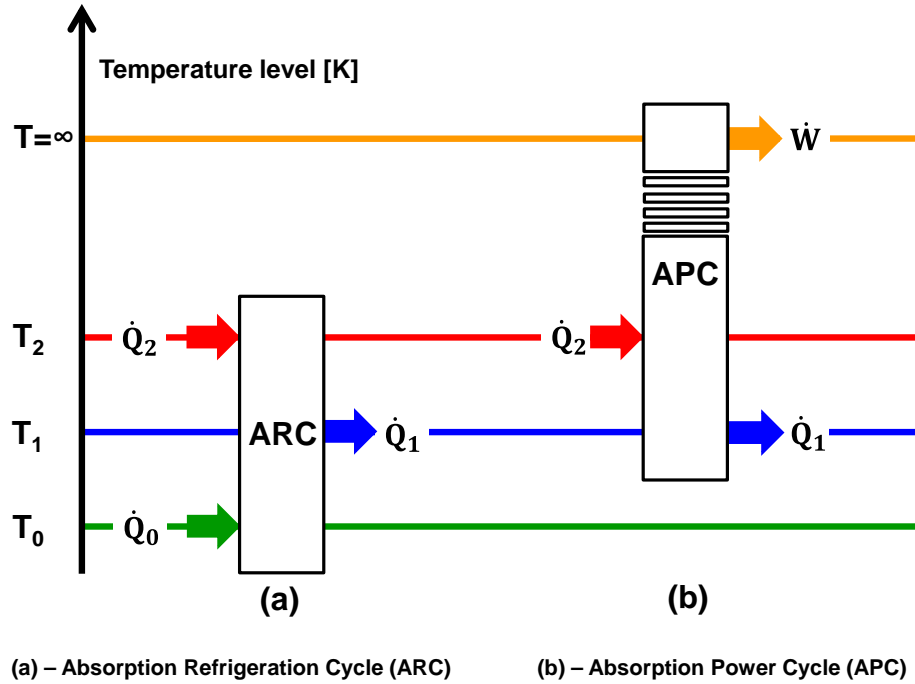 Temperature level [K]
T=∞ Ẇ
APC
T₂ Q̇₂ Q̇₂
T₁ ARC Q̇₁ Q̇₁
T₀ Q̇₀
(a) (b)
(a) – Absorption Refrigeration Cycle (ARC) (b) – Absorption Power Cycle (APC)